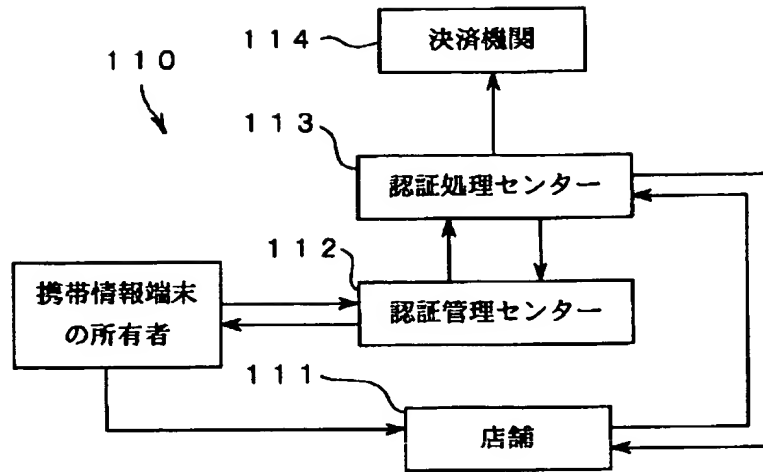 114
決済機関
110
113
認証処理センター
112
携帯情報端末
の所有者
認証管理センター
111
店舗